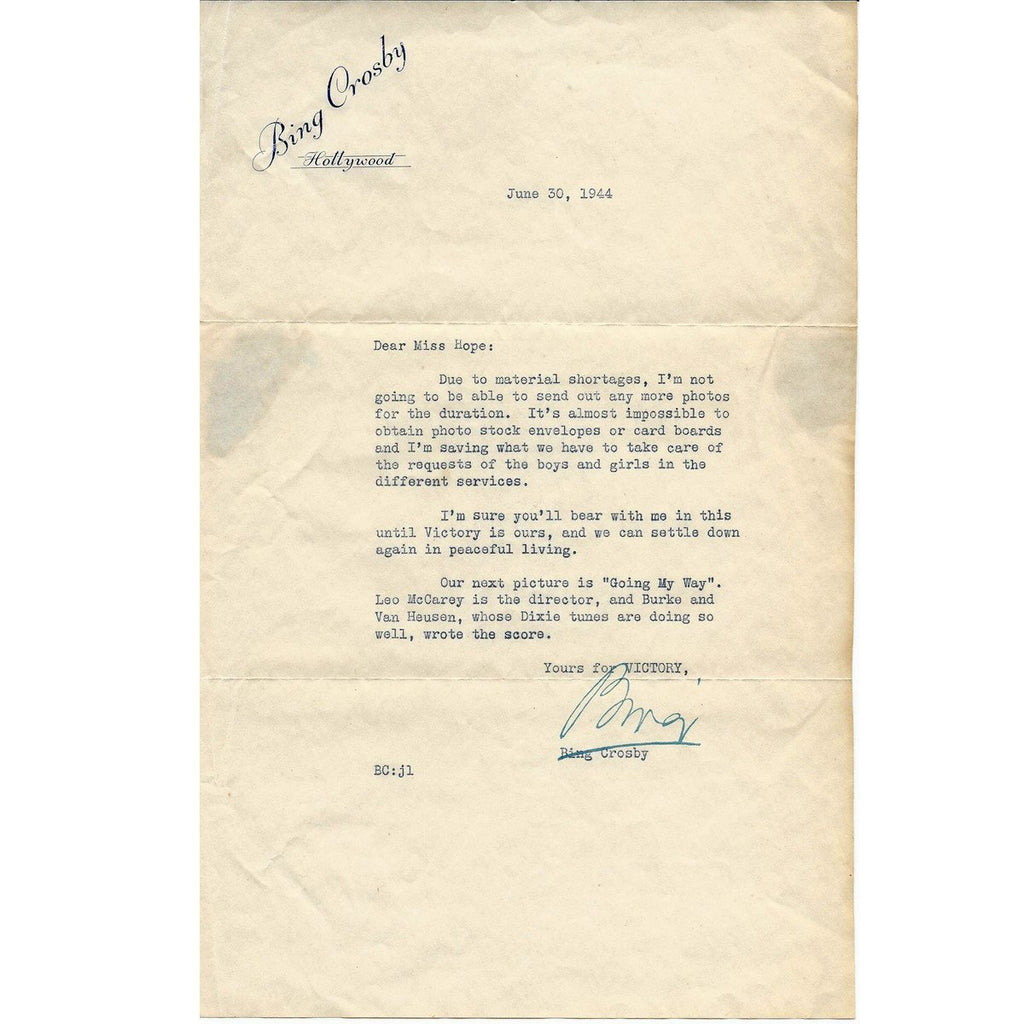 Bing Crosby
Hollywood
June 30, 1944
Dear Miss Hope:
Due to material shortages, I'm not
going to be able to send out any more photos
for the duration. It's almost impossible to
obtain photo stock envelopes or card boards
and I'm saving what we have to take care of
the requests of the boys and girls in the
different services.
I'm sure you'll bear with me in this
until Victory is ours, and we can settle down
again in peaceful living.
Our next picture is "Going My Way".
Leo McCarey is the director, and Burke and
Van Heusen, whose Dixie tunes are doing so
well, wrote the score.
Yours for VICTORY,
Bing
Bing Crosby
BC:jl